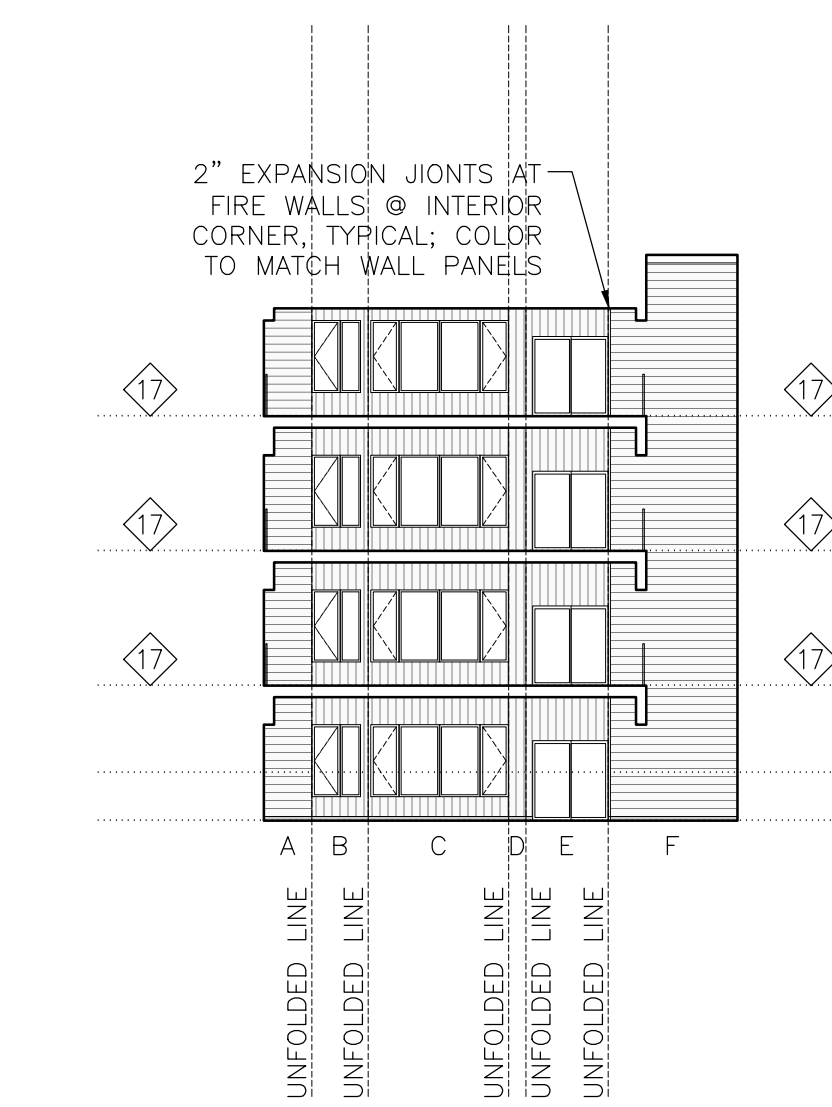 2” EXPANSION JIONTS AT
FIRE WALLS @ INTERIOR
CORNER, TYPICAL; COLOR
TO MATCH WALL PANELS
17
17
17
17
17
17
A B C D E F
UNFOLDED LINE
UNFOLDED LINE
UNFOLDED LINE
UNFOLDED LINE
UNFOLDED LINE